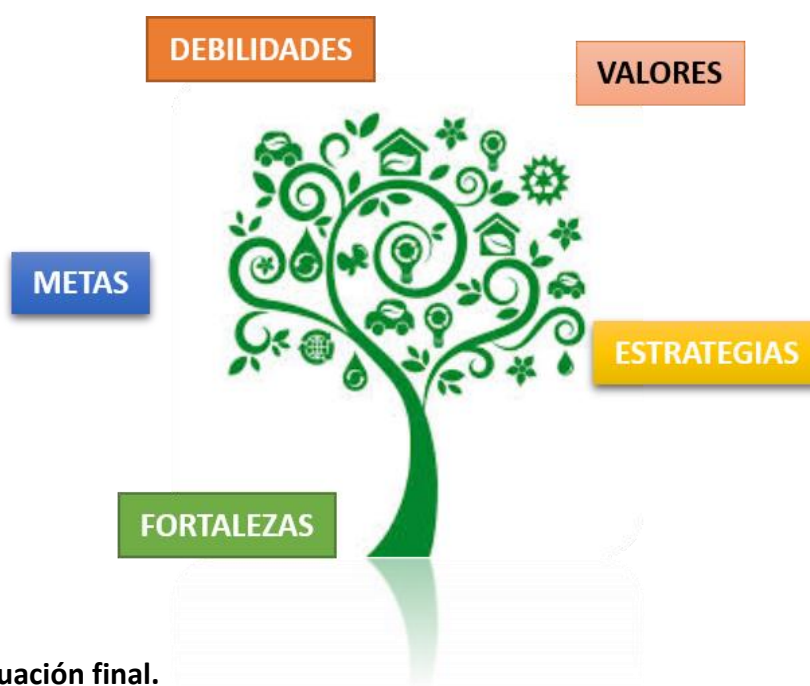 DEBILIDADES
VALORES
METAS
ESTRATEGIAS
FORTALEZAS
uación final.